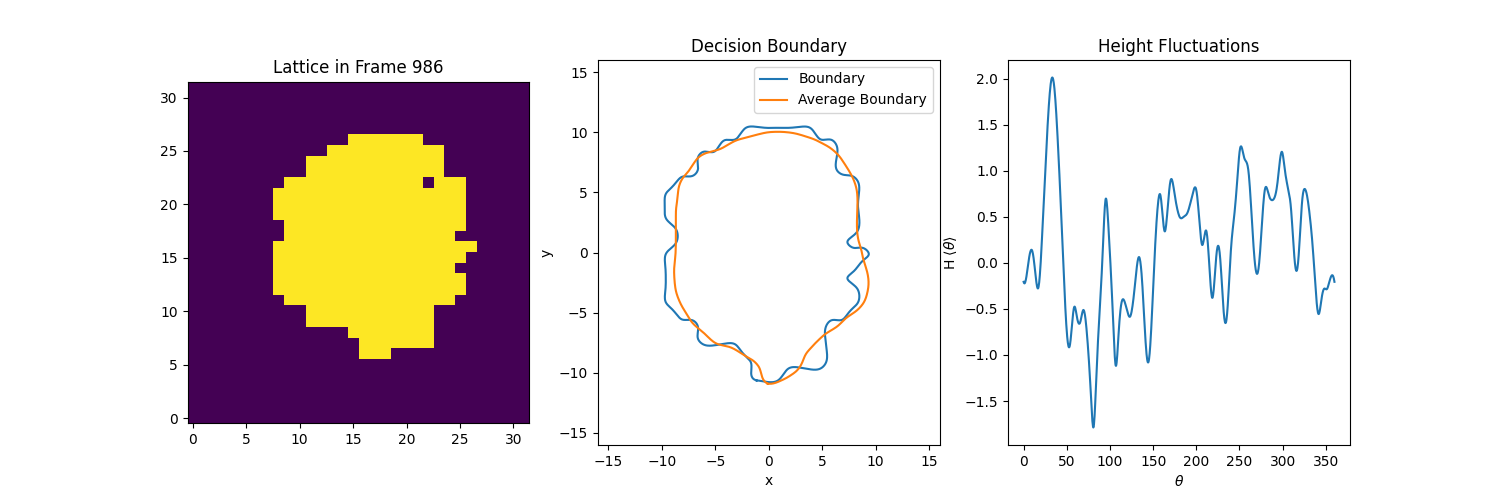 Lattice in Frame 986
30
25
20
15
10
5
0
0 5 10 15 20 25 30
Decision Boundary
Boundary
Average Boundary
y
15
10
5
0
−5
−10
−15
−15 −10 −5 0 5 10 15
x
Height Fluctuations
H (θ)
2.0
1.5
1.0
0.5
0.0
−0.5
−1.0
−1.5
0 50 100 150 200 250 300 350
θ